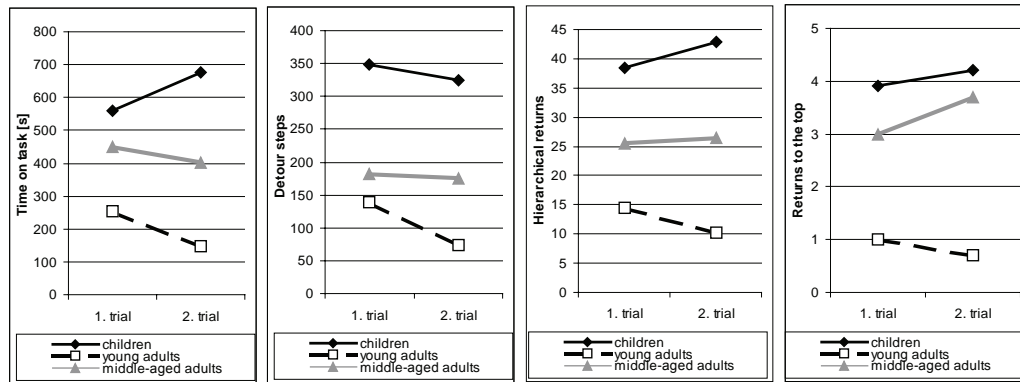 Time on task [s]
800
700
600
500
400
300
200
100
0
1. trial 2. trial
children
young adults
middle-aged adults
Detour steps
400
350
300
250
200
150
100
50
0
1. trial 2. trial
children
young adults
middle-aged adults
Hierarchical returns
45
40
35
30
25
20
15
10
5
0
1. trial 2. trial
children
young adults
middle-aged adults
Returns to the top
5
4
3
2
1
0
1. trial 2. trial
children
young adults
middle-aged adults